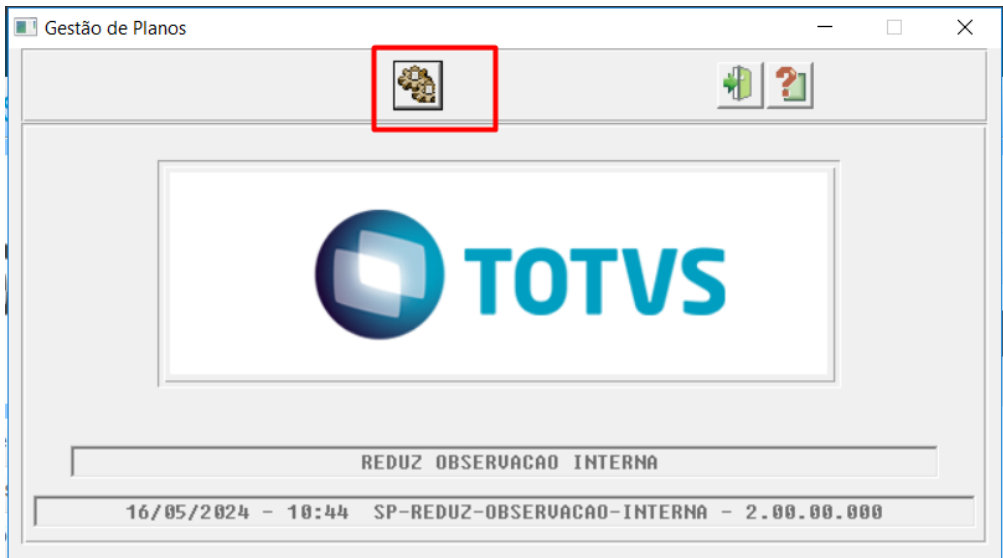 Gestão de Planos
TOTVS
REDUZ OBSERVACAO INTERNA
16/05/2024 - 10:44 SP-REDUZ-OBSERVACAO-INTERNA - 2.00.00.000